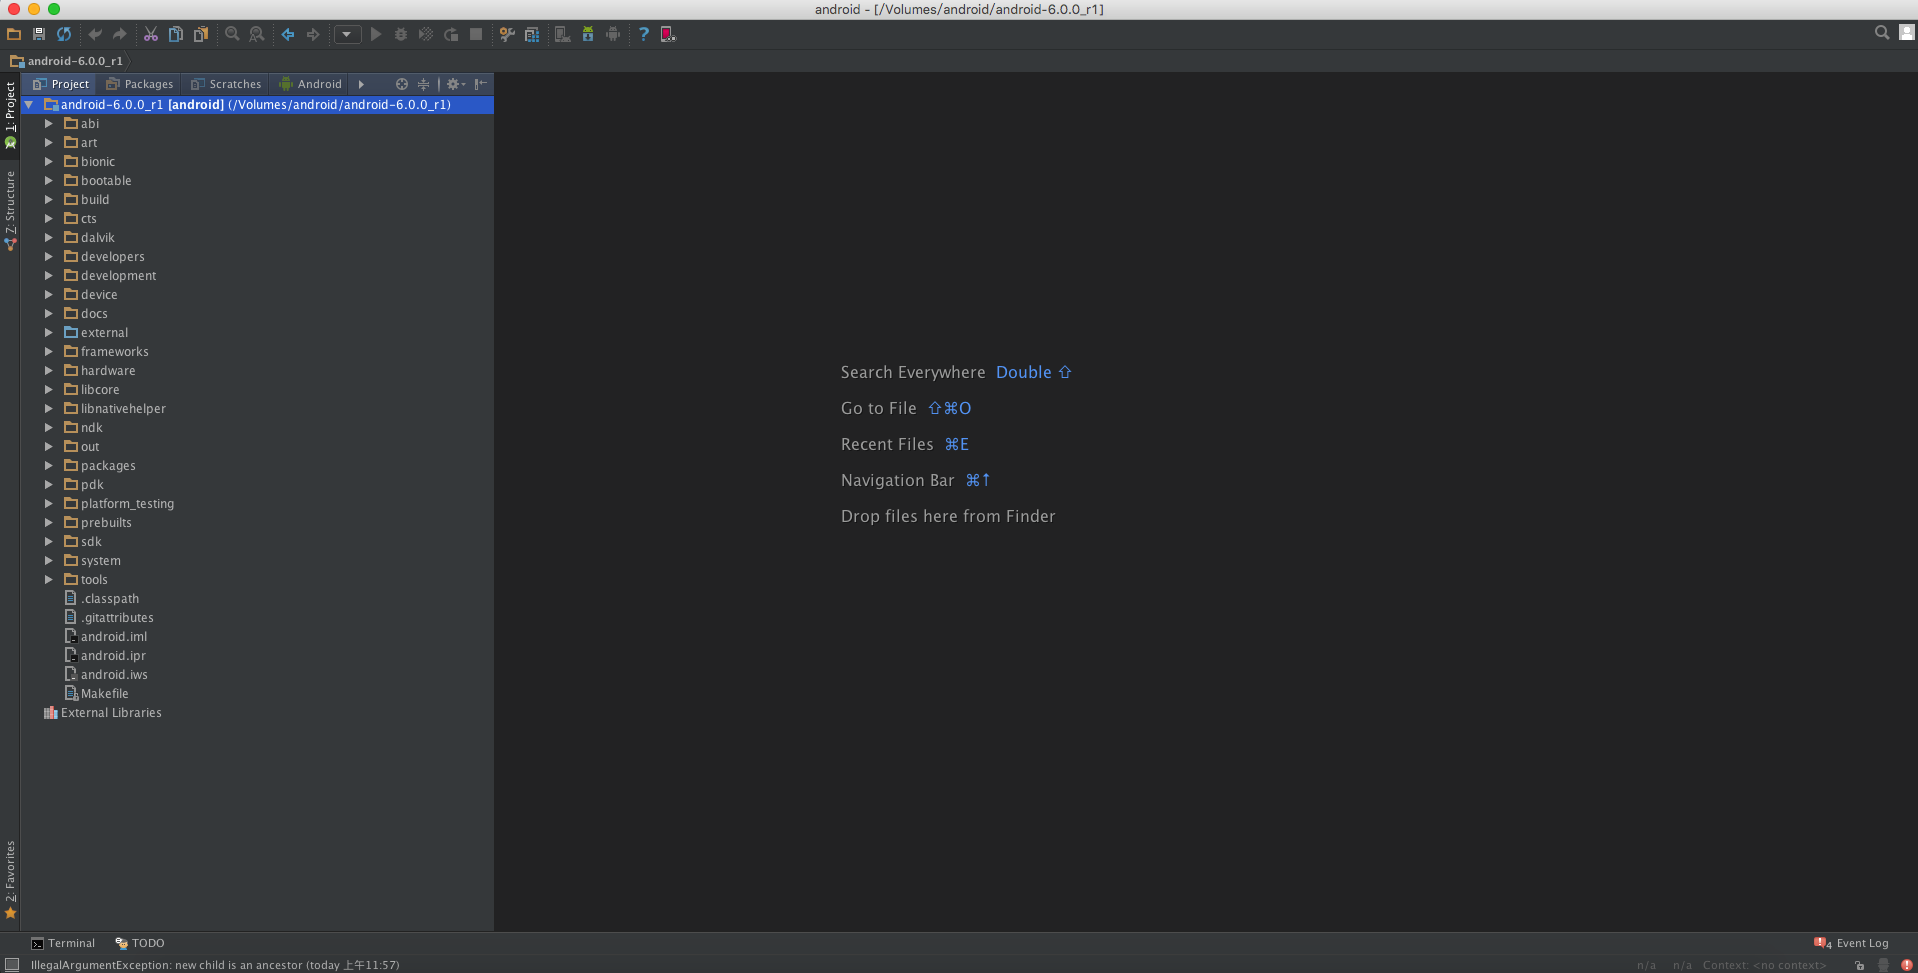 android - [/Volumes/android/android-6.0.0_r1]
android-6.0.0_r1
Project Packages Scratches Android
1: Project
Z: Structure
2: Favorites
android-6.0.0_r1 [android] (/Volumes/android/android-6.0.0_r1)
abi
art
bionic
bootable
build
cts
dalvik
developers
development
device
docs
external
frameworks
hardware
libcore
libnativehelper
ndk
out
packages
pdk
platform_testing
prebuilts
sdk
system
tools
.classpath
.gitattributes
android.iml
android.ipr
android.iws
Makefile
External Libraries
Search Everywhere Double ⇧
Go to File ⇧⌘O
Recent Files ⌘E
Navigation Bar ⌘↑
Drop files here from Finder
Terminal TODO
4 Event Log
IllegalArgumentException: new child is an ancestor (today 上午11:57)
n/a n/a Context: <no context>